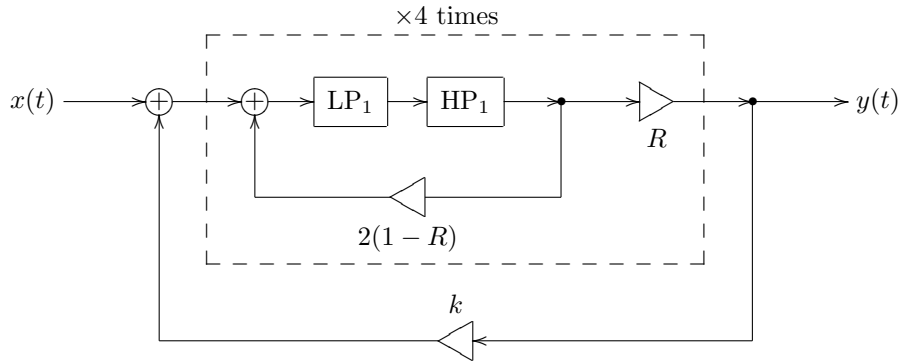 ×4 times
x(t) + + LP₁ HP₁ y(t)
R
2(1 − R)
k